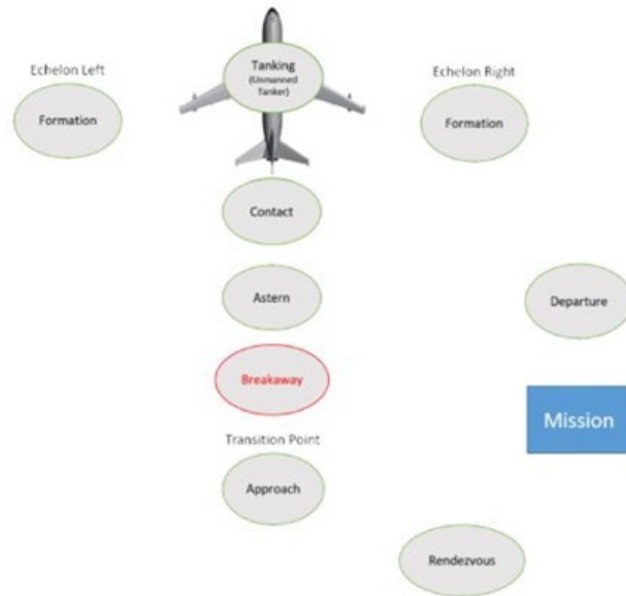 Tanking
(Unmanned
Tanker)
Echelon Left
Echelon Right
Formation
Formation
Contact
Astern
Departure
Breakaway
Mission
Transition Point
Approach
Rendezvous